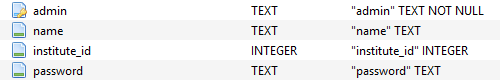 admin TEXT "admin" TEXT NOT NULL
name TEXT "name" TEXT
institute_id INTEGER "institute_id" INTEGER
password TEXT "password" TEXT